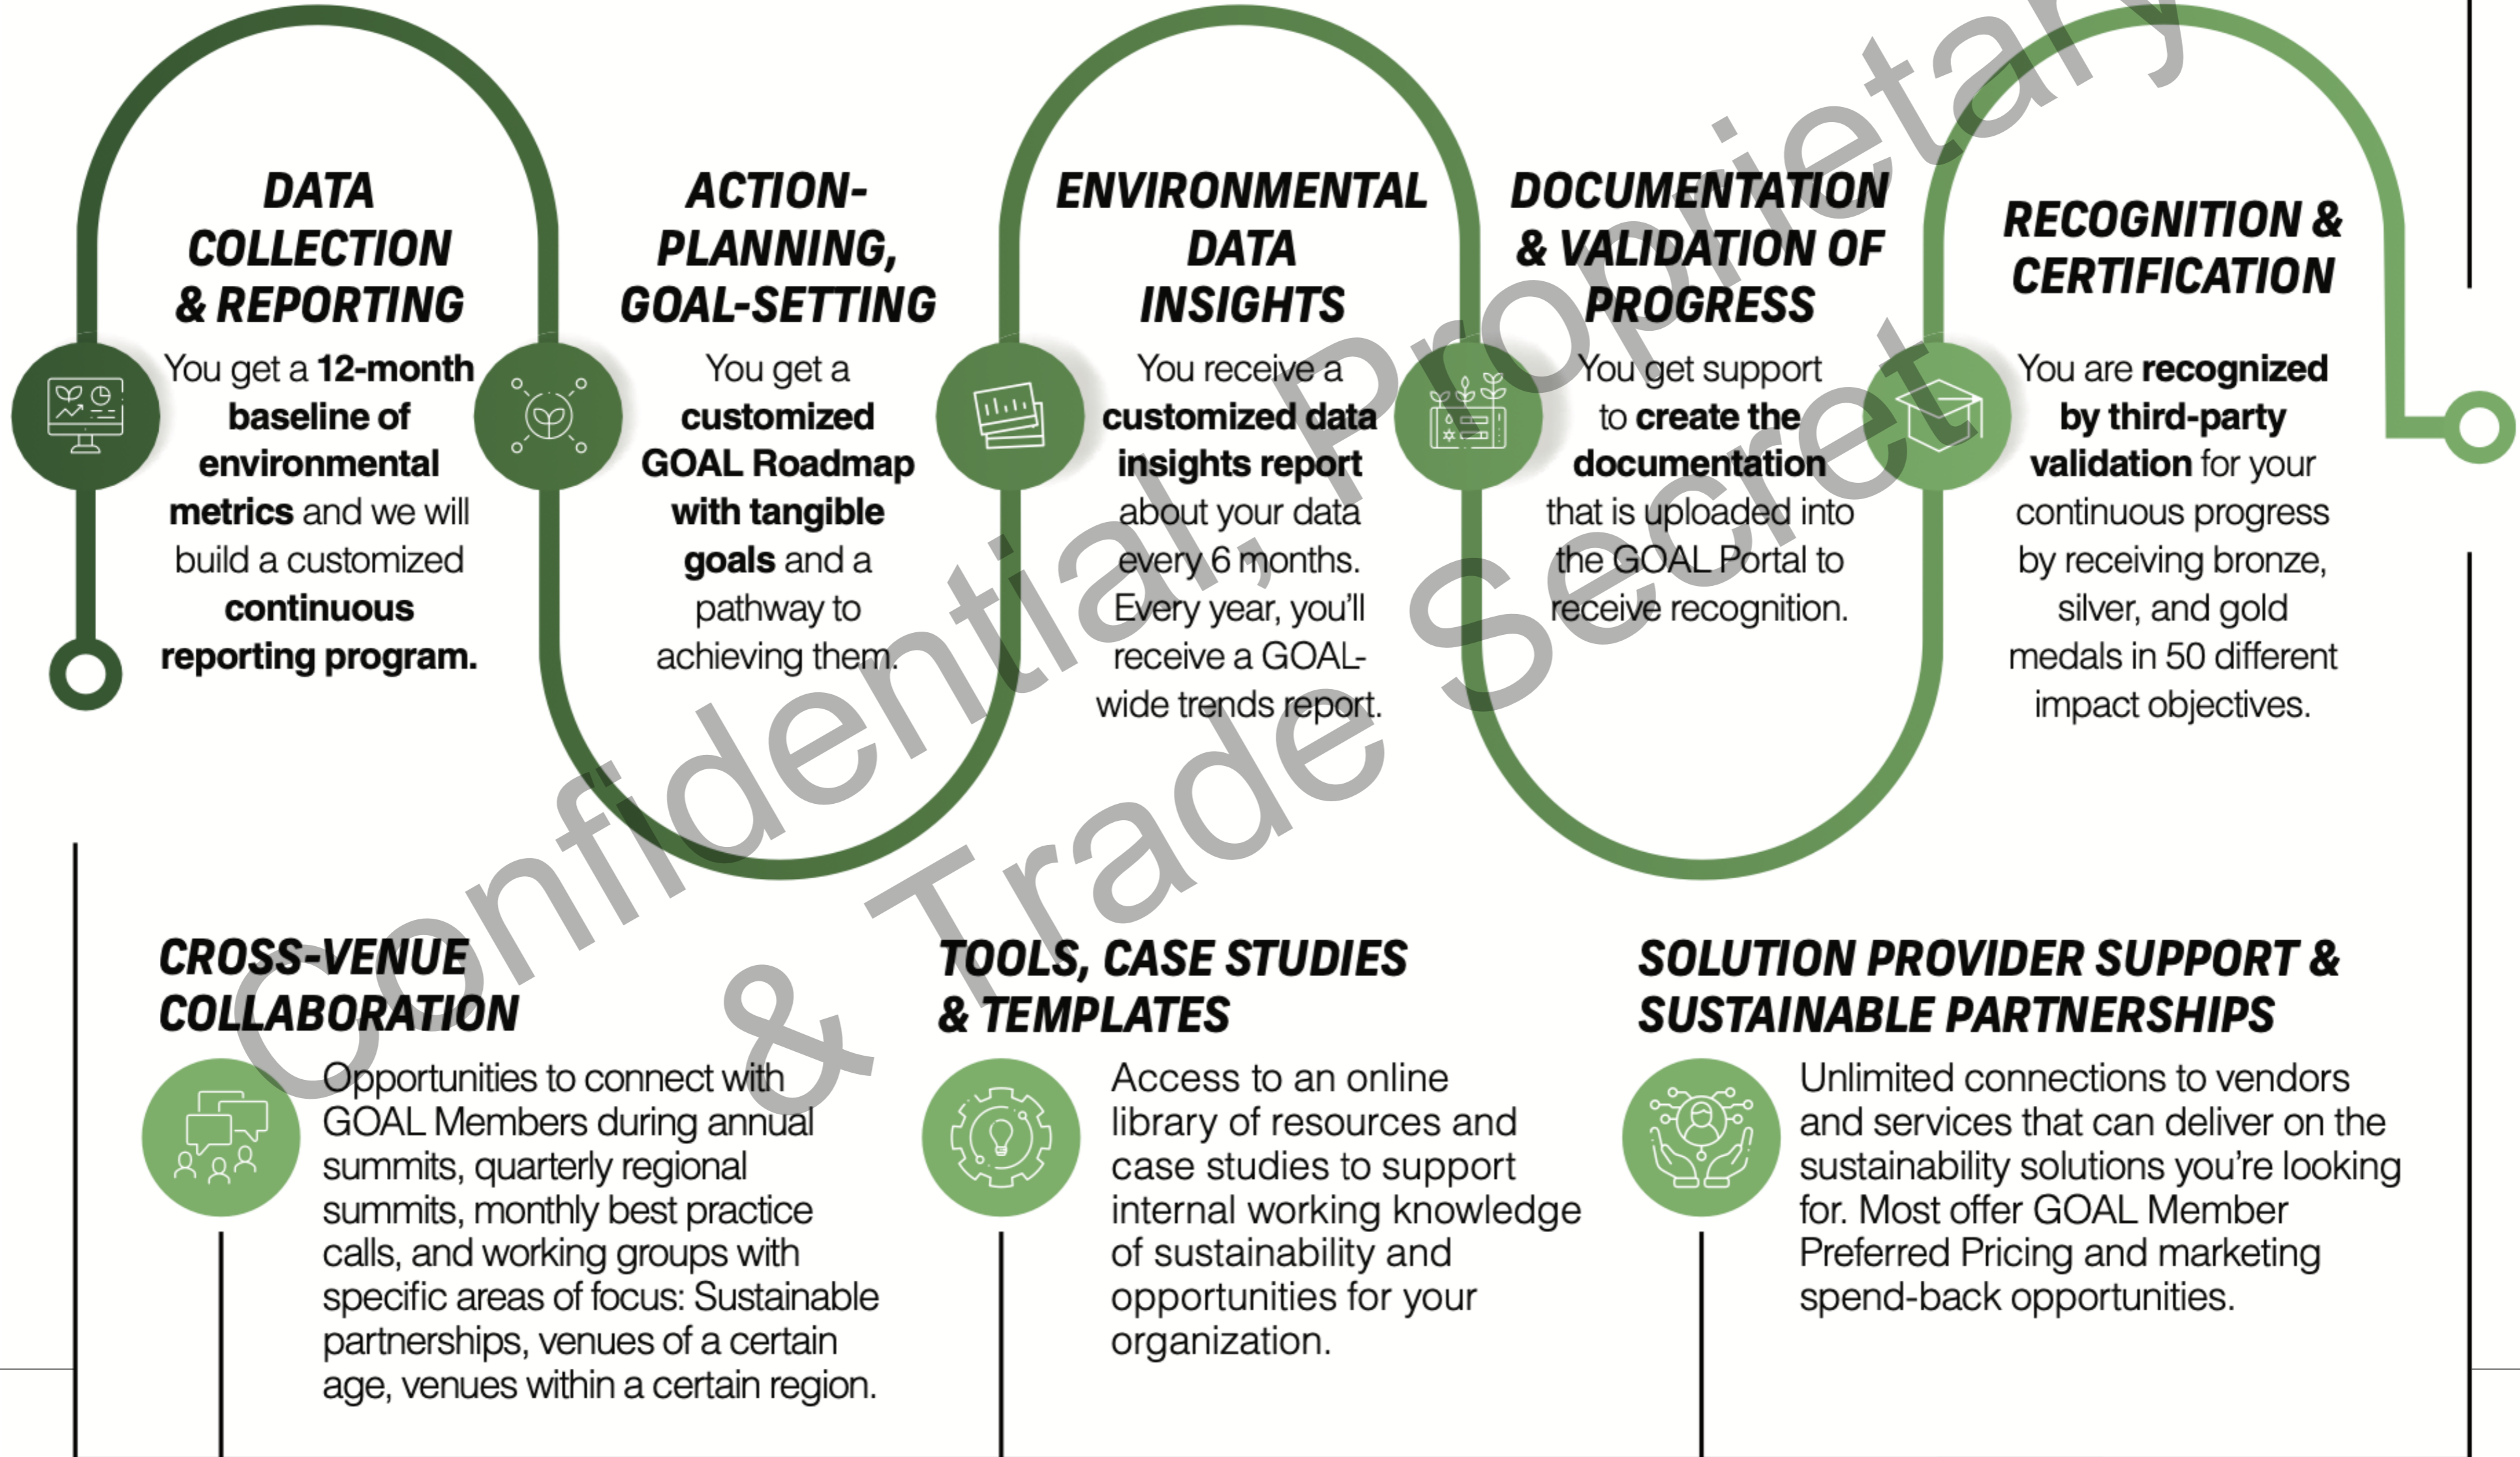 DATA
COLLECTION
& REPORTING
You get a 12-month
baseline of
environmental
metrics and we will
build a customized
continuous
reporting program.
ACTION-
PLANNING,
GOAL-SETTING
You get a
customized
GOAL Roadmap
with tangible
goals and a
pathway to
achieving them.
ENVIRONMENTAL
DATA
INSIGHTS
You receive a
customized data
insights report
about your data
every 6 months.
Every year, you'll
receive a GOAL-
wide trends report.
DOCUMENTATION
& VALIDATION OF
PROGRESS
You get support
to create the
documentation
that is uploaded into
the GOAL Portal to
receive recognition.
RECOGNITION &
CERTIFICATION
You are recognized
by third-party
validation for your
continuous progress
by receiving bronze,
silver, and gold
medals in 50 different
impact objectives.
CROSS-VENUE
COLLABORATION
Opportunities to connect with
GOAL Members during annual
summits, quarterly regional
summits, monthly best practice
calls, and working groups with
specific areas of focus: Sustainable
partnerships, venues of a certain
age, venues within a certain region.
TOOLS, CASE STUDIES
& TEMPLATES
Access to an online
library of resources and
case studies to support
internal working knowledge
of sustainability and
opportunities for your
organization.
SOLUTION PROVIDER SUPPORT &
SUSTAINABLE PARTNERSHIPS
Unlimited connections to vendors
and services that can deliver on the
sustainability solutions you're looking
for. Most offer GOAL Member
Preferred Pricing and marketing
spend-back opportunities.
Confidential, Proprietary
& Trade Secret